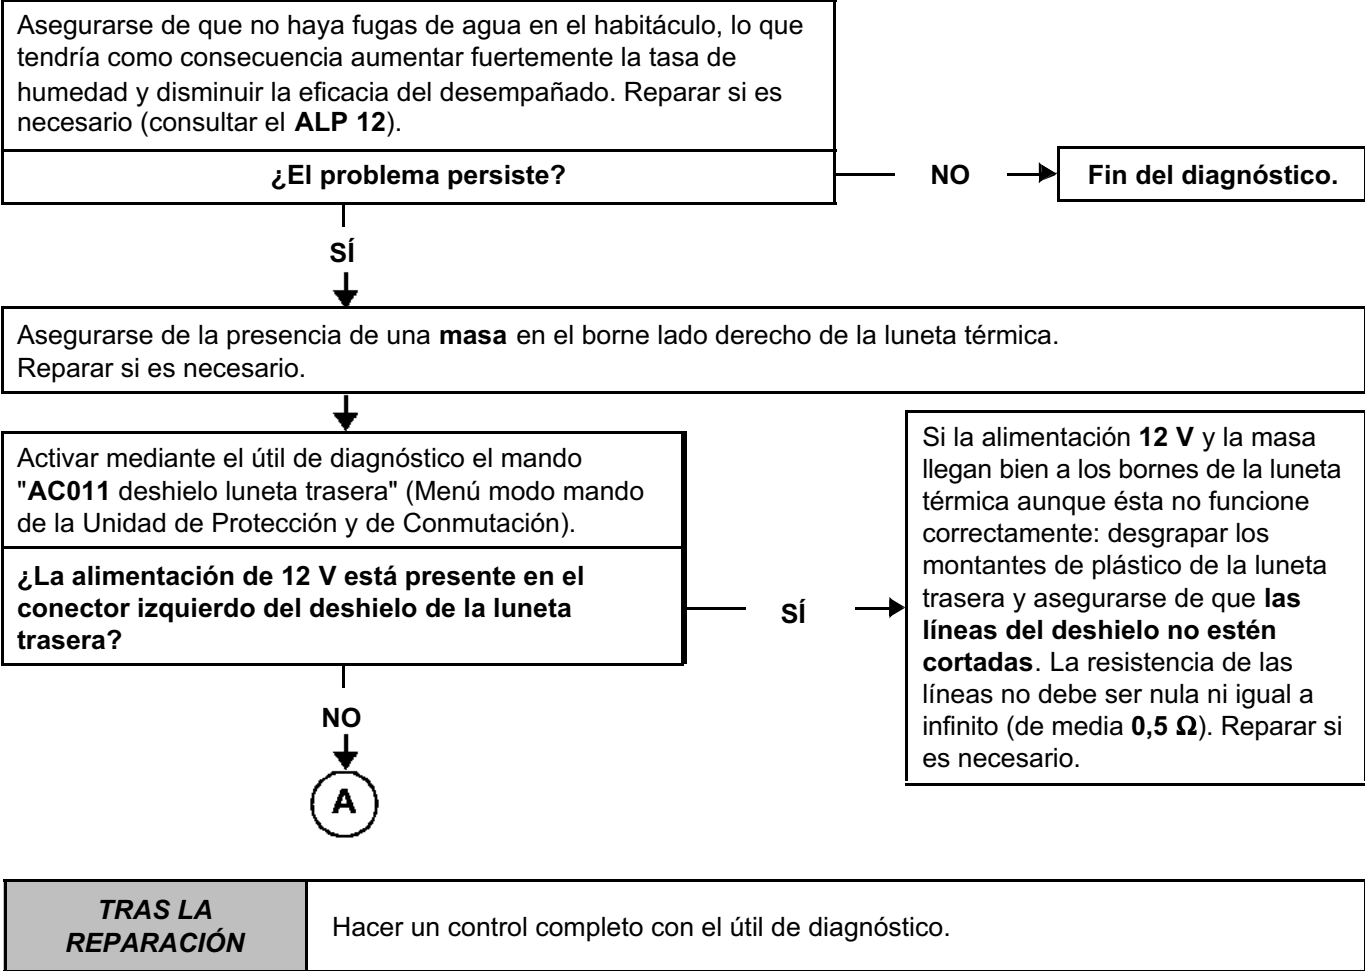 Asegurarse de que no haya fugas de agua en el habitáculo, lo que
tendría como consecuencia aumentar fuertemente la tasa de
humedad y disminuir la eficacia del desempañado. Reparar si es
necesario (consultar el ALP 12).
¿El problema persiste?
NO
Fin del diagnóstico.
SÍ
Asegurarse de la presencia de una masa en el borne lado derecho de la luneta térmica.
Reparar si es necesario.
Activar mediante el útil de diagnóstico el mando
"AC011 deshielo luneta trasera" (Menú modo mando
de la Unidad de Protección y de Conmutación).
¿La alimentación de 12 V está presente en el
conector izquierdo del deshielo de la luneta
trasera?
SÍ
Si la alimentación 12 V y la masa
llegan bien a los bornes de la luneta
térmica aunque ésta no funcione
correctamente: desgrapar los
montantes de plástico de la luneta
trasera y asegurarse de que las
líneas del deshielo no estén
cortadas. La resistencia de las
líneas no debe ser nula ni igual a
infinito (de media 0,5 Ω). Reparar si
es necesario.
NO
A
TRAS LA
REPARACIÓN
Hacer un control completo con el útil de diagnóstico.